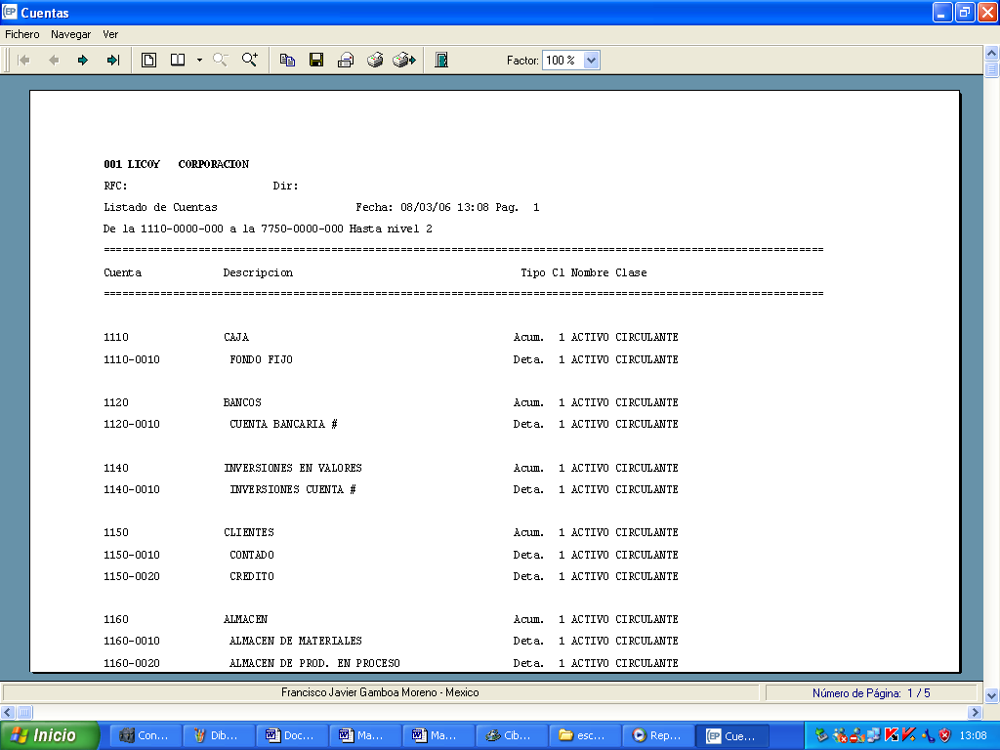 Cuentas
Fichero Navegar Ver
Factor: 100 %
001 LICOY CORPORACION
RFC: Dir:
Listado de Cuentas Fecha: 08/03/06 13:08 Pag. 1
De la 1110-0000-000 a la 7750-0000-000 Hasta nivel 2
====================================================================================================
Cuenta Descripcion Tipo Cl Nombre Clase
====================================================================================================
1110 CAJA Acum. 1 ACTIVO CIRCULANTE
1110-0010 FONDO FIJO Deta. 1 ACTIVO CIRCULANTE
1120 BANCOS Acum. 1 ACTIVO CIRCULANTE
1120-0010 CUENTA BANCARIA # Deta. 1 ACTIVO CIRCULANTE
1140 INVERSIONES EN VALORES Acum. 1 ACTIVO CIRCULANTE
1140-0010 INVERSIONES CUENTA # Deta. 1 ACTIVO CIRCULANTE
1150 CLIENTES Acum. 1 ACTIVO CIRCULANTE
1150-0010 CONTADO Deta. 1 ACTIVO CIRCULANTE
1150-0020 CREDITO Deta. 1 ACTIVO CIRCULANTE
1160 ALMACEN Acum. 1 ACTIVO CIRCULANTE
1160-0010 ALMACEN DE MATERIALES Deta. 1 ACTIVO CIRCULANTE
1160-0020 ALMACEN DE PROD. EN PROCESO Deta. 1 ACTIVO CIRCULANTE
Francisco Javier Gamboa Moreno - Mexico Número de Página: 1 / 5
Inicio Con... Dib... Doc... Ma... Ma... Cib... esc... Rep... Cue... 13:08